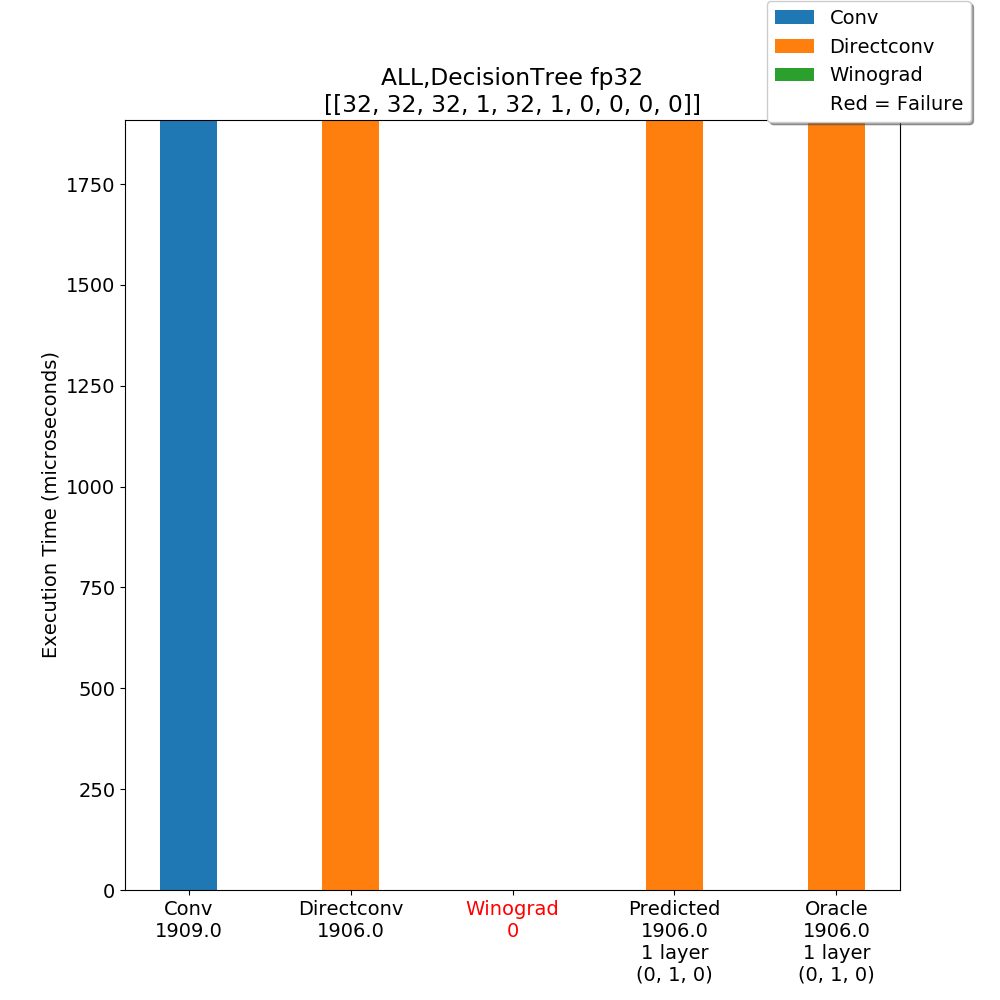 Conv
Directconv
Winograd
Red = Failure
ALL,DecisionTree fp32
[[32, 32, 32, 1, 32, 1, 0, 0, 0, 0]]
Execution Time (microseconds)
1750
1500
1250
1000
750
500
250
0
Conv
1909.0
Directconv
1906.0
Winograd
0
Predicted
1906.0
1 layer
(0, 1, 0)
Oracle
1906.0
1 layer
(0, 1, 0)